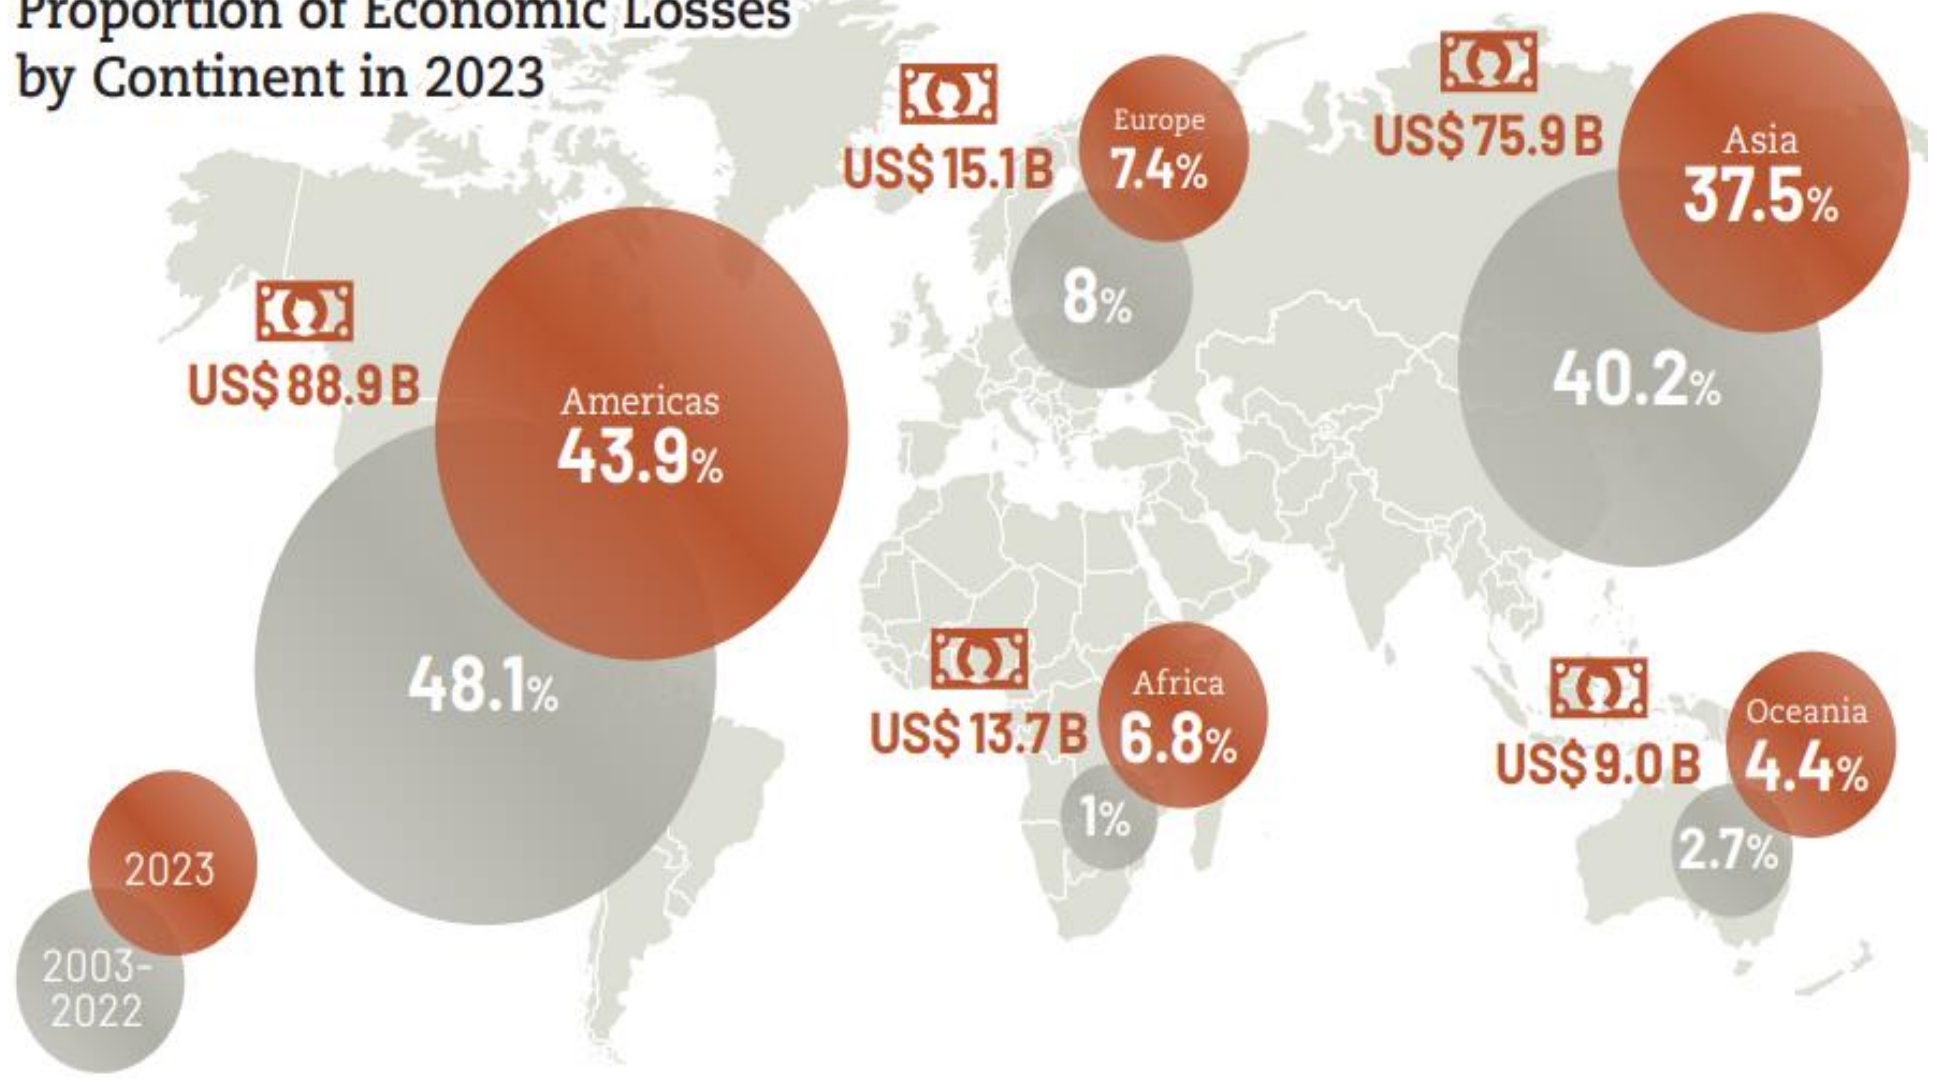 Proportion of Economic Losses
by Continent in 2023
US$ 88.9 B
Americas
43.9%
48.1%
US$ 15.1 B
Europe
7.4%
8%
US$ 75.9 B
Asia
37.5%
40.2%
US$ 13.7 B
Africa
6.8%
1%
US$ 9.0 B
Oceania
4.4%
2.7%
2023
2003-
2022